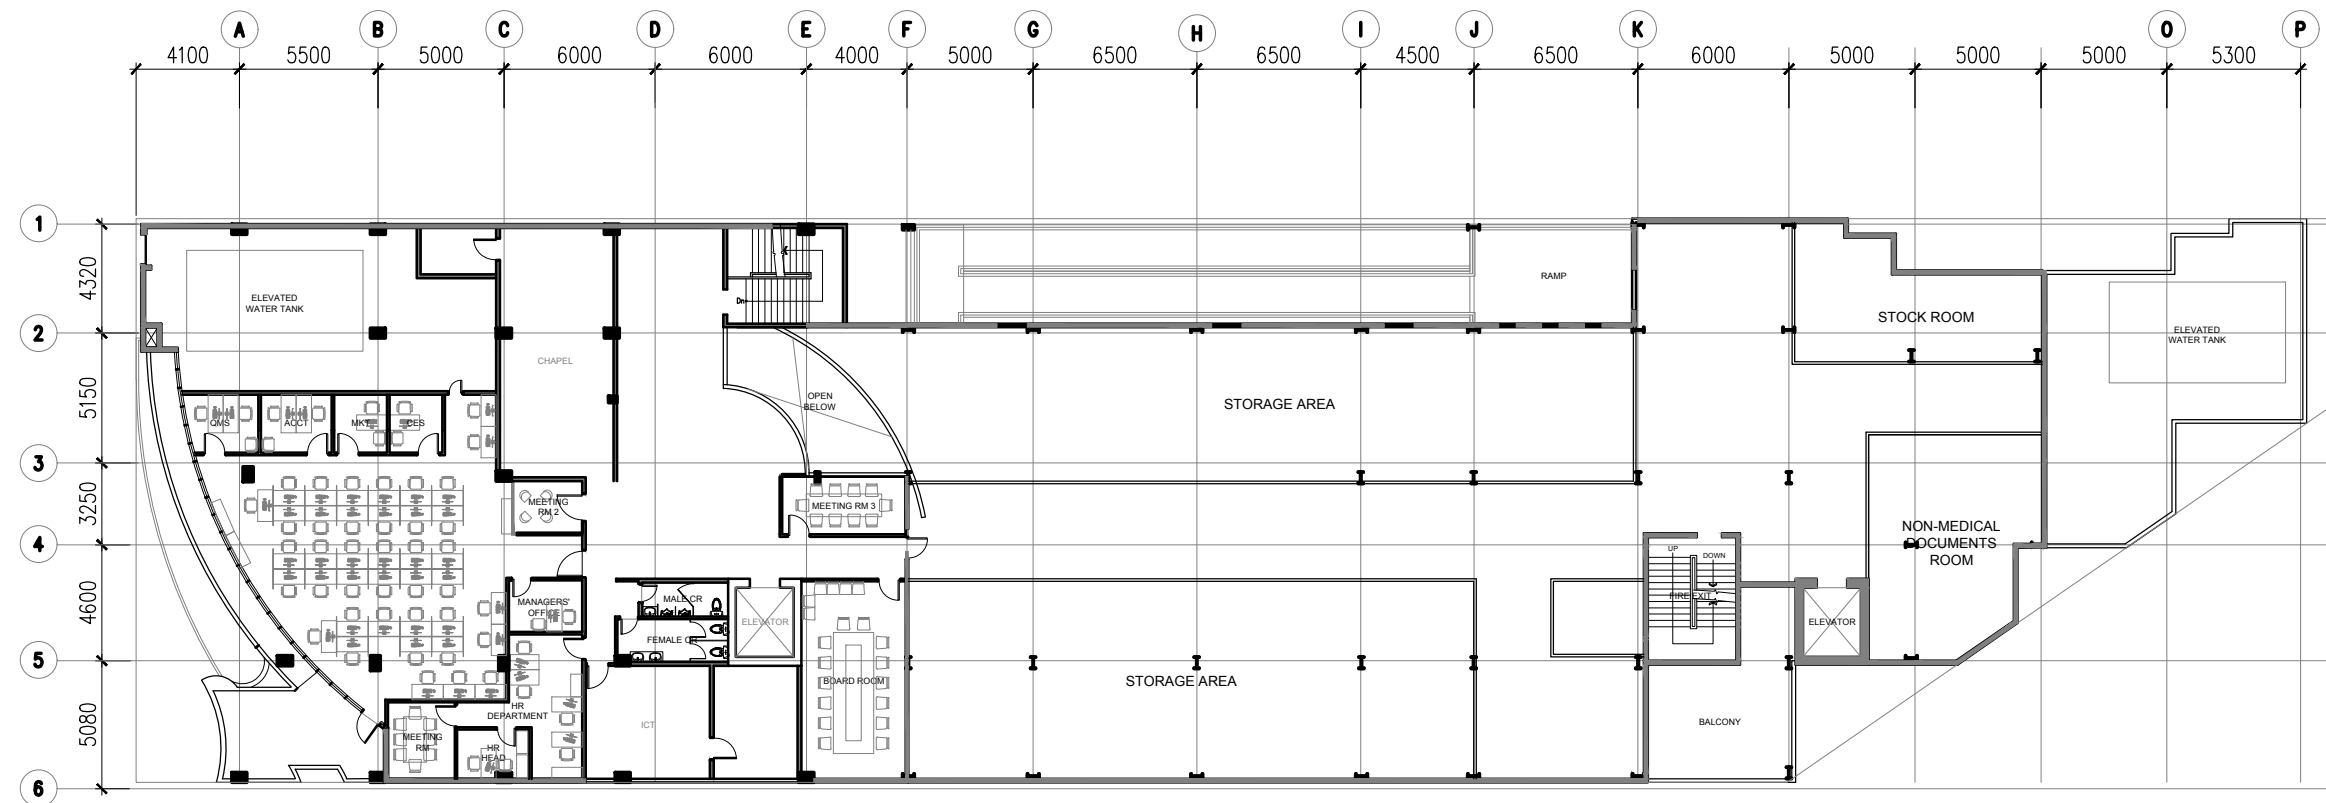 A
B
C
D
E
F
G
H
I
J
K
O
P
4100
5500
5000
6000
6000
4000
5000
6500
6500
4500
6500
6000
5000
5000
5000
5300
1
2
3
4
5
6
4320
5150
3250
4600
5080
ELEVATED
WATER TANK
CHAPEL
Dn
OPEN
BELOW
RAMP
STOCK ROOM
ELEVATED
WATER TANK
STORAGE AREA
QMS
ACCT
MKT
CES
MEETING
RM 2
MEETING RM 3
NON-MEDICAL
DOCUMENTS
ROOM
UP
DOWN
FIRE EXIT
ELEVATOR
MANAGERS'
OFFICE
MALE CR
FEMALE CR
ELEVATOR
BOARD ROOM
STORAGE AREA
BALCONY
HR
DEPARTMENT
ICT
MEETING
RM
HR
HEAD